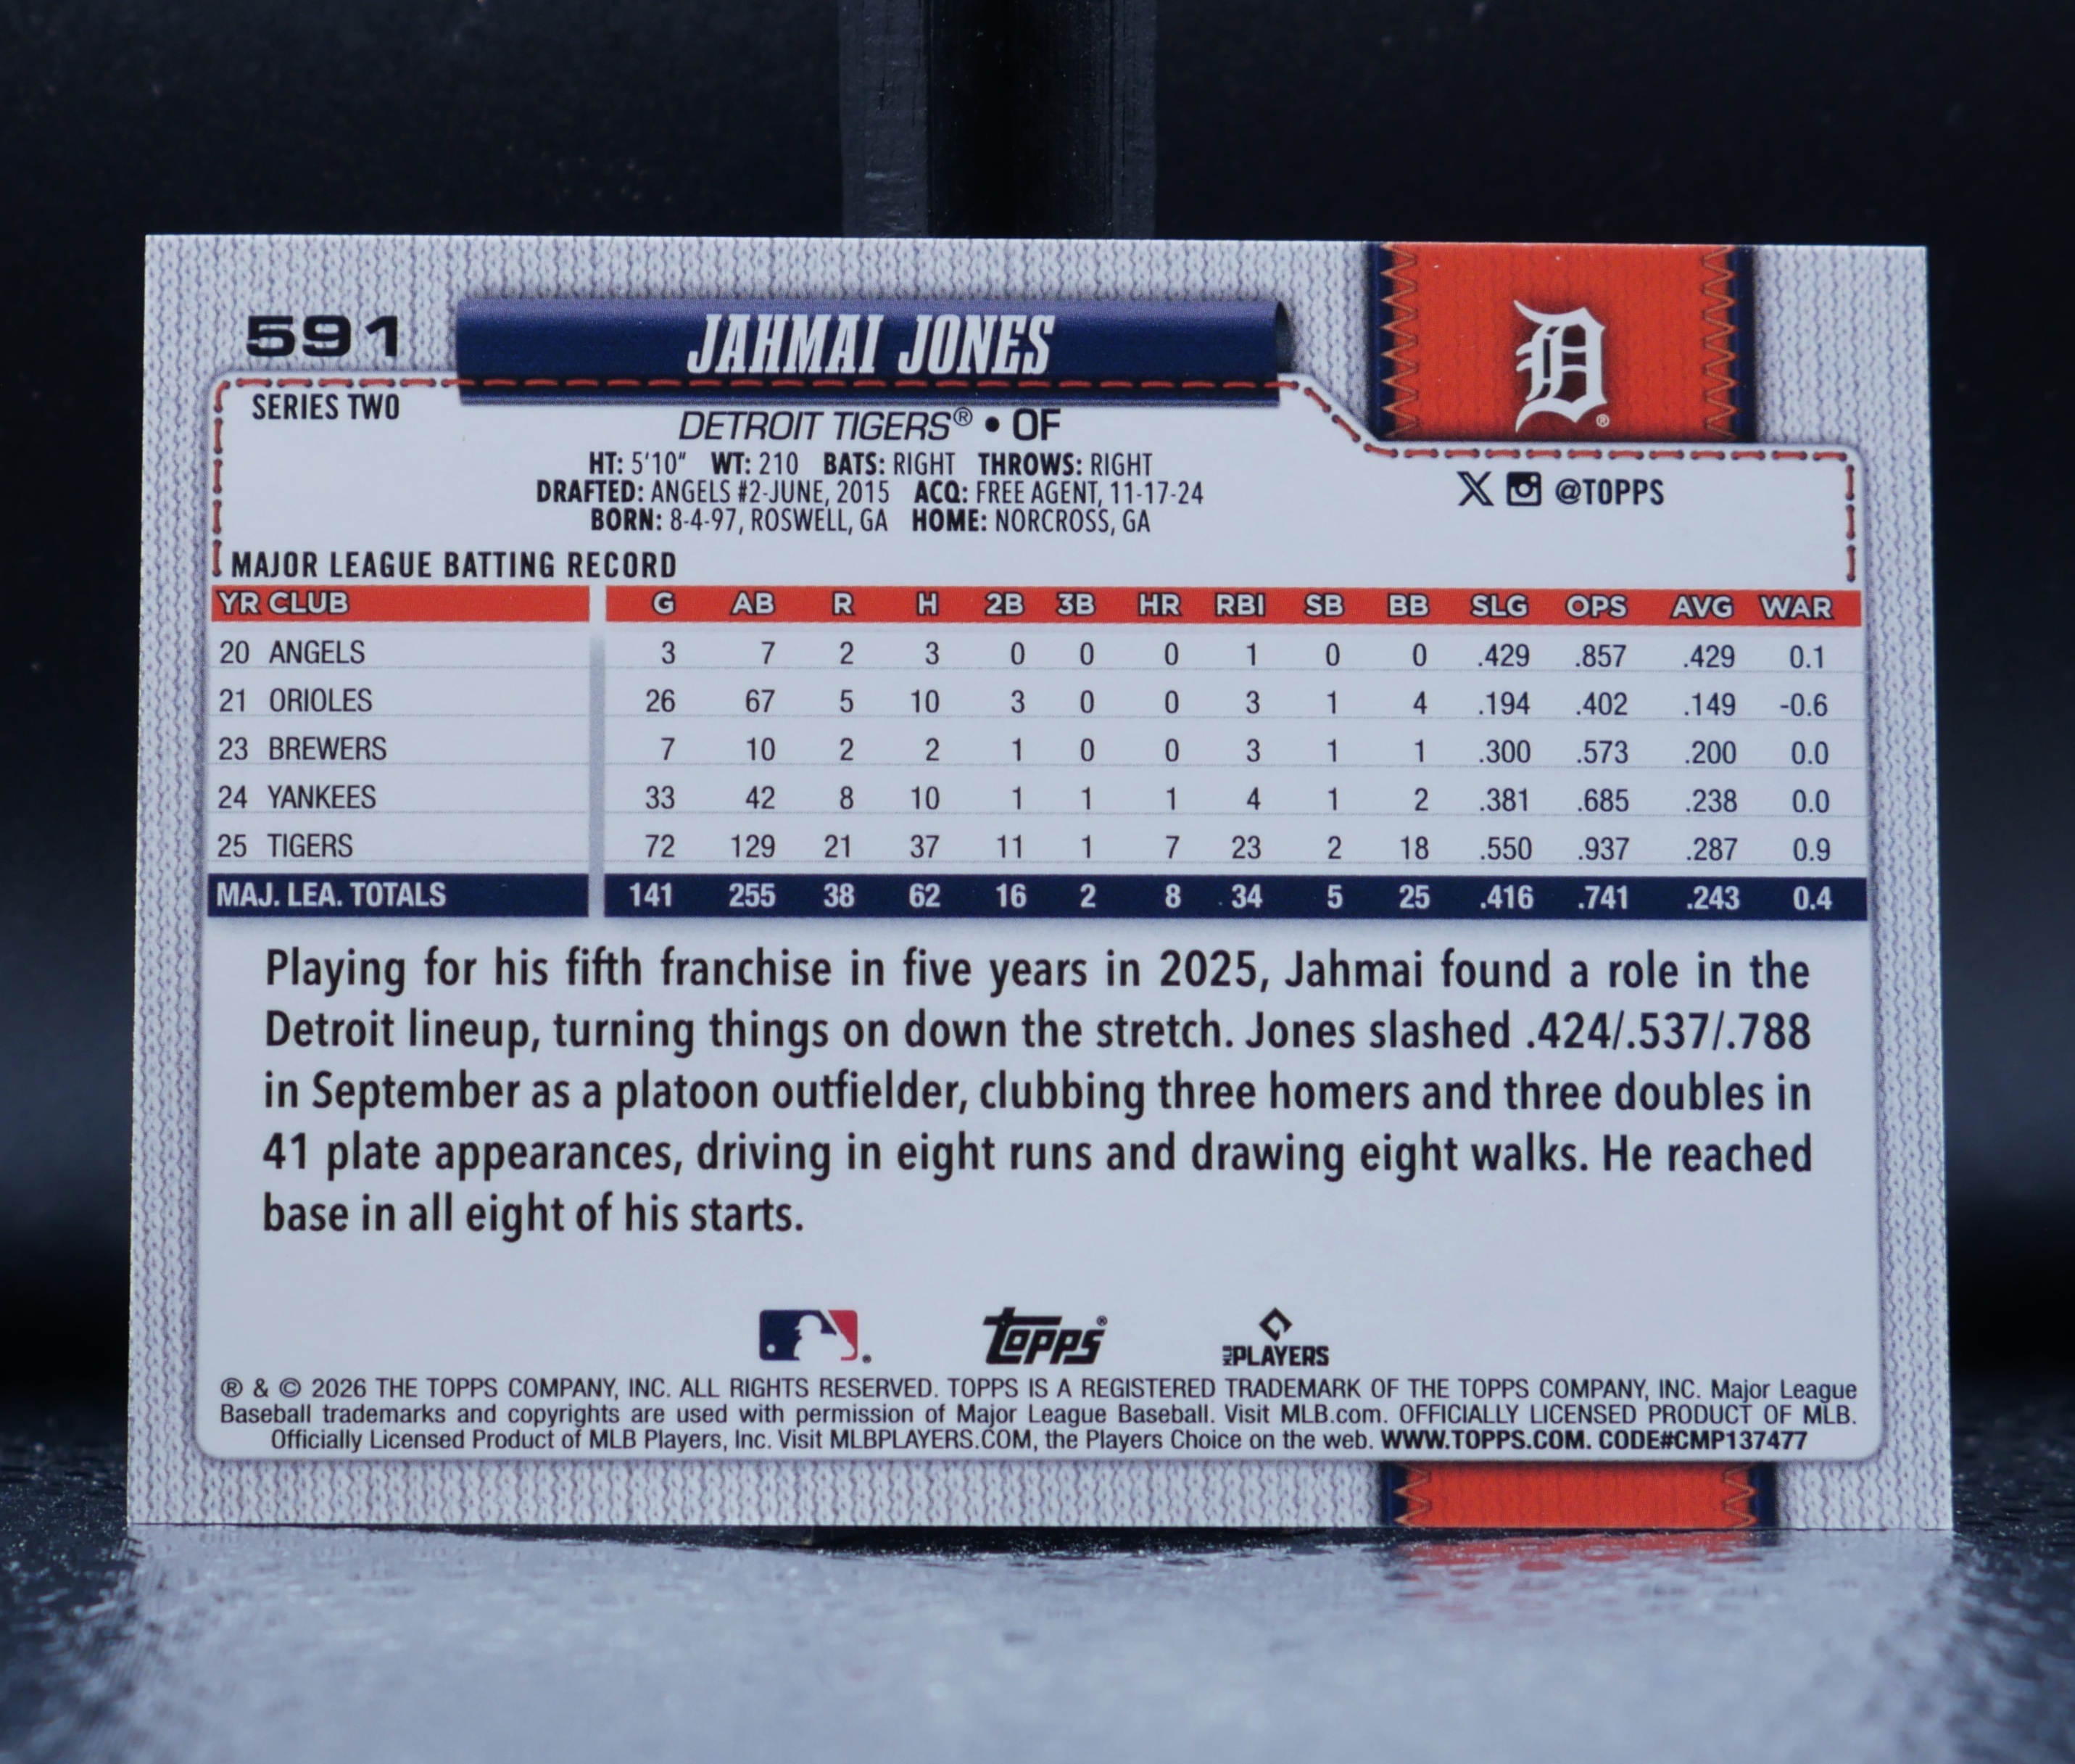 591
JAHMAI JONES
D®
SERIES TWO
DETROIT TIGERS® • OF
HT: 5'10" WT: 210 BATS: RIGHT THROWS: RIGHT
DRAFTED: ANGELS #2-JUNE, 2015 ACQ: FREE AGENT, 11-17-24
BORN: 8-4-97, ROSWELL, GA HOME: NORCROSS, GA
X @TOPPS
MAJOR LEAGUE BATTING RECORD
YR CLUB G AB R H 2B 3B HR RBI SB BB SLG OPS AVG WAR
20 ANGELS 3 7 2 3 0 0 0 1 0 0 .429 .857 .429 0.1
21 ORIOLES 26 67 5 10 3 0 0 3 1 4 .194 .402 .149 -0.6
23 BREWERS 7 10 2 2 1 0 0 3 1 1 .300 .573 .200 0.0
24 YANKEES 33 42 8 10 1 1 1 4 1 2 .381 .685 .238 0.0
25 TIGERS 72 129 21 37 11 1 7 23 2 18 .550 .937 .287 0.9
MAJ. LEA. TOTALS 141 255 38 62 16 2 8 34 5 25 .416 .741 .243 0.4
Playing for his fifth franchise in five years in 2025, Jahmai found a role in the
Detroit lineup, turning things on down the stretch. Jones slashed .424/.537/.788
in September as a platoon outfielder, clubbing three homers and three doubles in
41 plate appearances, driving in eight runs and drawing eight walks. He reached
base in all eight of his starts.
® Topps® MLB PLAYERS
® & © 2026 THE TOPPS COMPANY, INC. ALL RIGHTS RESERVED. TOPPS IS A REGISTERED TRADEMARK OF THE TOPPS COMPANY, INC. Major League
Baseball trademarks and copyrights are used with permission of Major League Baseball. Visit MLB.com. OFFICIALLY LICENSED PRODUCT OF MLB.
Officially Licensed Product of MLB Players, Inc. Visit MLBPLAYERS.COM, the Players Choice on the web. WWW.TOPPS.COM. CODE#CMP137477